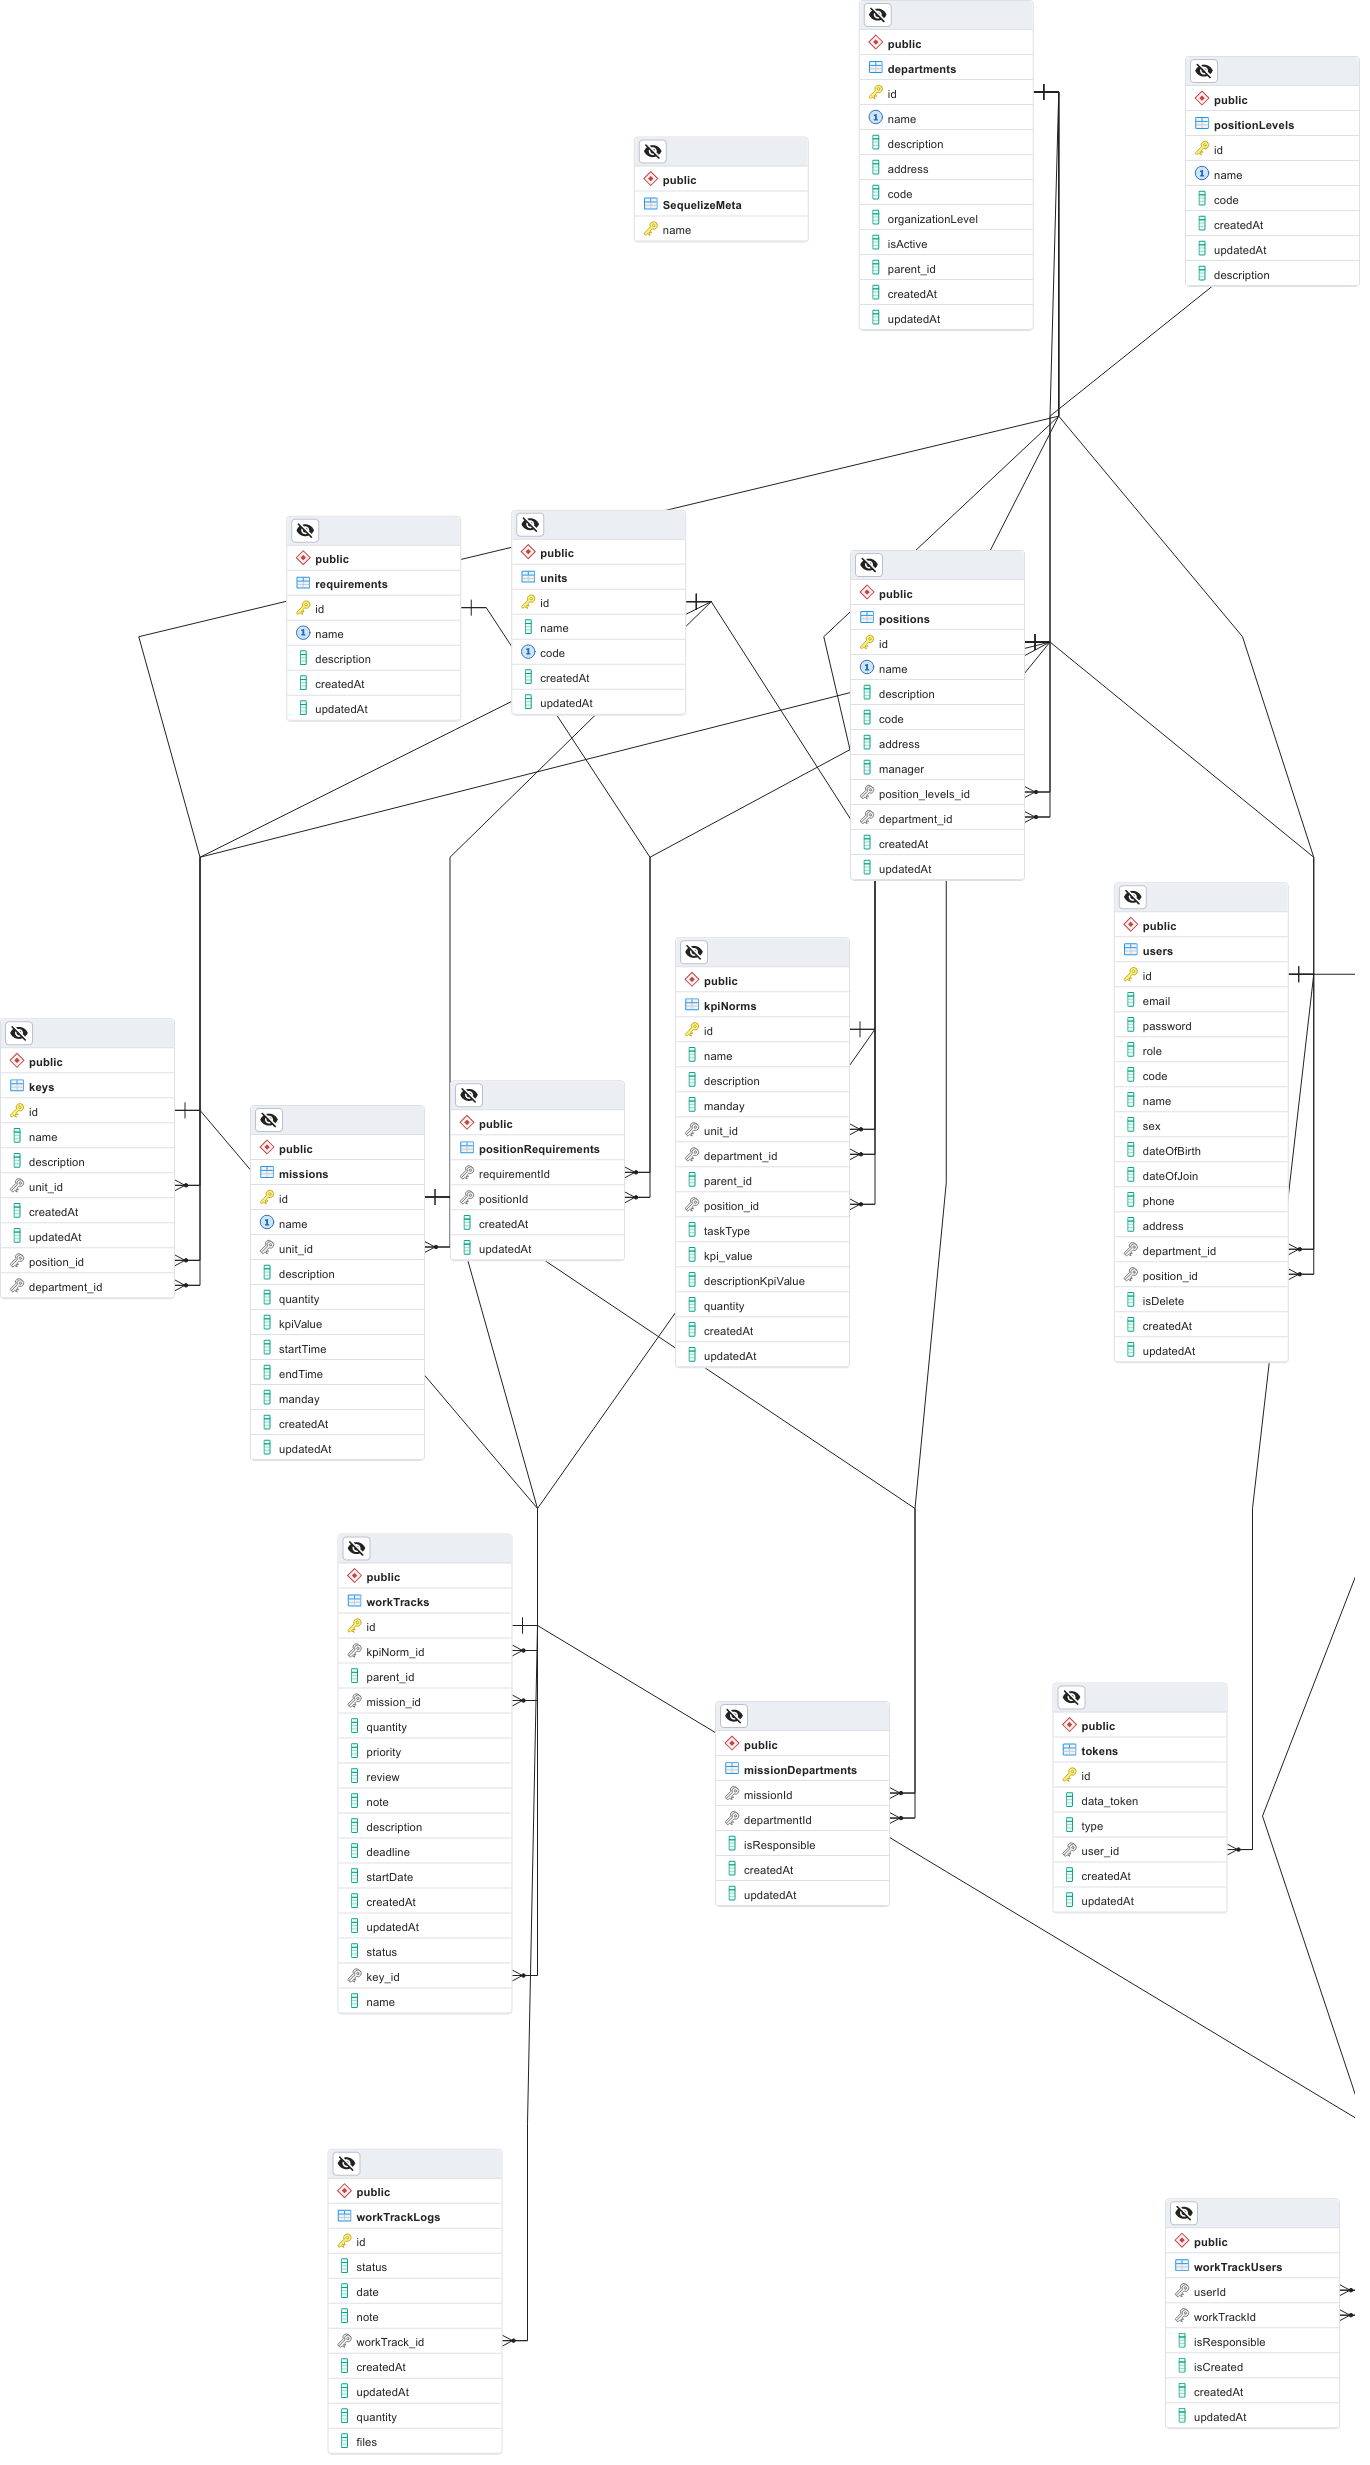 public
departments
id
name
description
address
code
organizationLevel
isActive
parent_id
createdAt
updatedAt
public
positionLevels
id
name
code
createdAt
updatedAt
description
public
SequelizeMeta
name
public
requirements
id
name
description
createdAt
updatedAt
public
units
id
name
code
createdAt
updatedAt
public
positions
id
name
description
code
address
manager
position_levels_id
department_id
createdAt
updatedAt
public
users
id
email
password
role
code
name
sex
dateOfBirth
dateOfJoin
phone
address
department_id
position_id
isDelete
createdAt
updatedAt
public
kpiNorms
id
name
description
manday
unit_id
department_id
parent_id
position_id
taskType
kpi_value
descriptionKpiValue
quantity
createdAt
updatedAt
public
keys
id
name
description
unit_id
createdAt
updatedAt
position_id
department_id
public
missions
id
name
unit_id
description
quantity
kpiValue
startTime
endTime
manday
createdAt
updatedAt
public
positionRequirements
requirementId
positionId
createdAt
updatedAt
public
workTracks
id
kpiNorm_id
parent_id
mission_id
quantity
priority
review
note
description
deadline
startDate
createdAt
updatedAt
status
key_id
name
public
missionDepartments
missionId
departmentId
isResponsible
createdAt
updatedAt
public
tokens
id
data_token
type
user_id
createdAt
updatedAt
public
workTrackLogs
id
status
date
note
workTrack_id
createdAt
updatedAt
quantity
files
public
workTrackUsers
userId
workTrackId
isResponsible
isCreated
createdAt
updatedAt